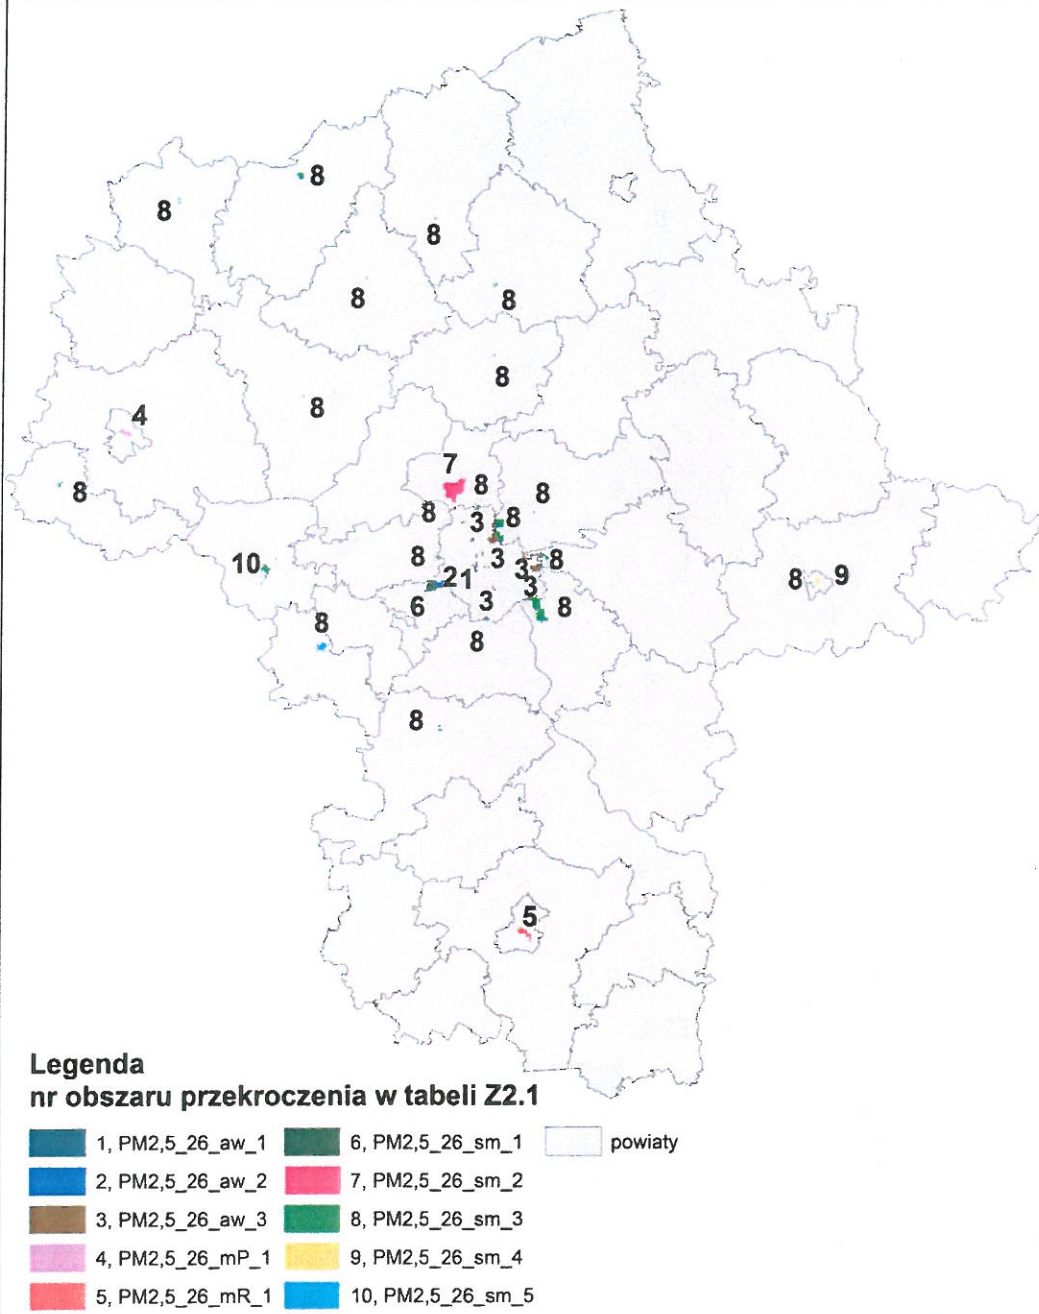 8
8
8
8
8
8
8
4
8
7
8
8
8
3
8
3
8
3
8
10
21
3
6
3
8
8
9
8
8
8
5
Legenda
nr obszaru przekroczenia w tabeli Z2.1
1, PM2,5_26_aw_1
6, PM2,5_26_sm_1
powiaty
2, PM2,5_26_aw_2
7, PM2,5_26_sm_2
3, PM2,5_26_aw_3
8, PM2,5_26_sm_3
4, PM2,5_26_mP_1
9, PM2,5_26_sm_4
5, PM2,5_26_mR_1
10, PM2,5_26_sm_5